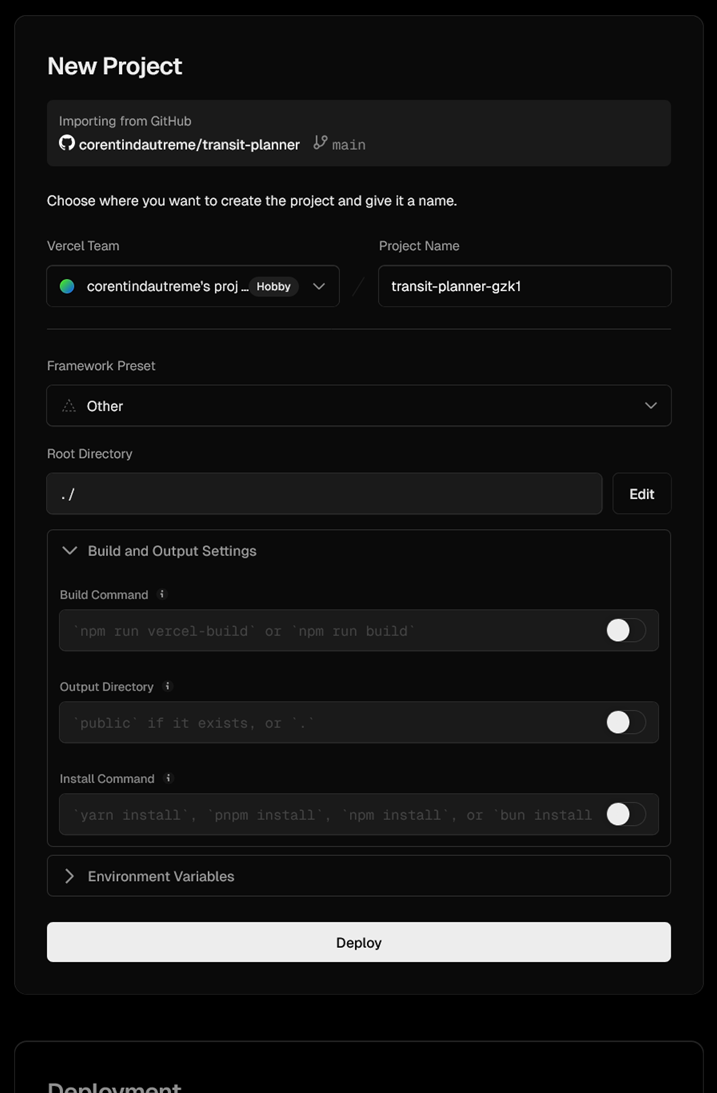 New Project
Importing from GitHub
corentindautreme/transit-planner main
Choose where you want to create the project and give it a name.
Vercel Team
Project Name
corentindautreme's proj ... Hobby
/
transit-planner-gzk1
Framework Preset
Other
Root Directory
./
Edit
Build and Output Settings
Build Command
`npm run vercel-build` or `npm run build`
Output Directory
`public` if it exists, or `.`
Install Command
`yarn install`, `pnpm install`, `npm install`, or `bun install
Environment Variables
Deploy
Deployment